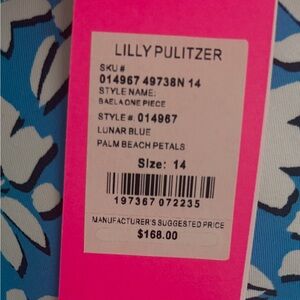 LILLY PULITZER
SKU #
014967 49738N 14
STYLE NAME:
BAELA ONE PIECE
STYLE #: 014967
LUNAR BLUE
PALM BEACH PETALS
Size: 14
197367 072235
MANUFACTURER'S SUGGESTED PRICE
$168.00